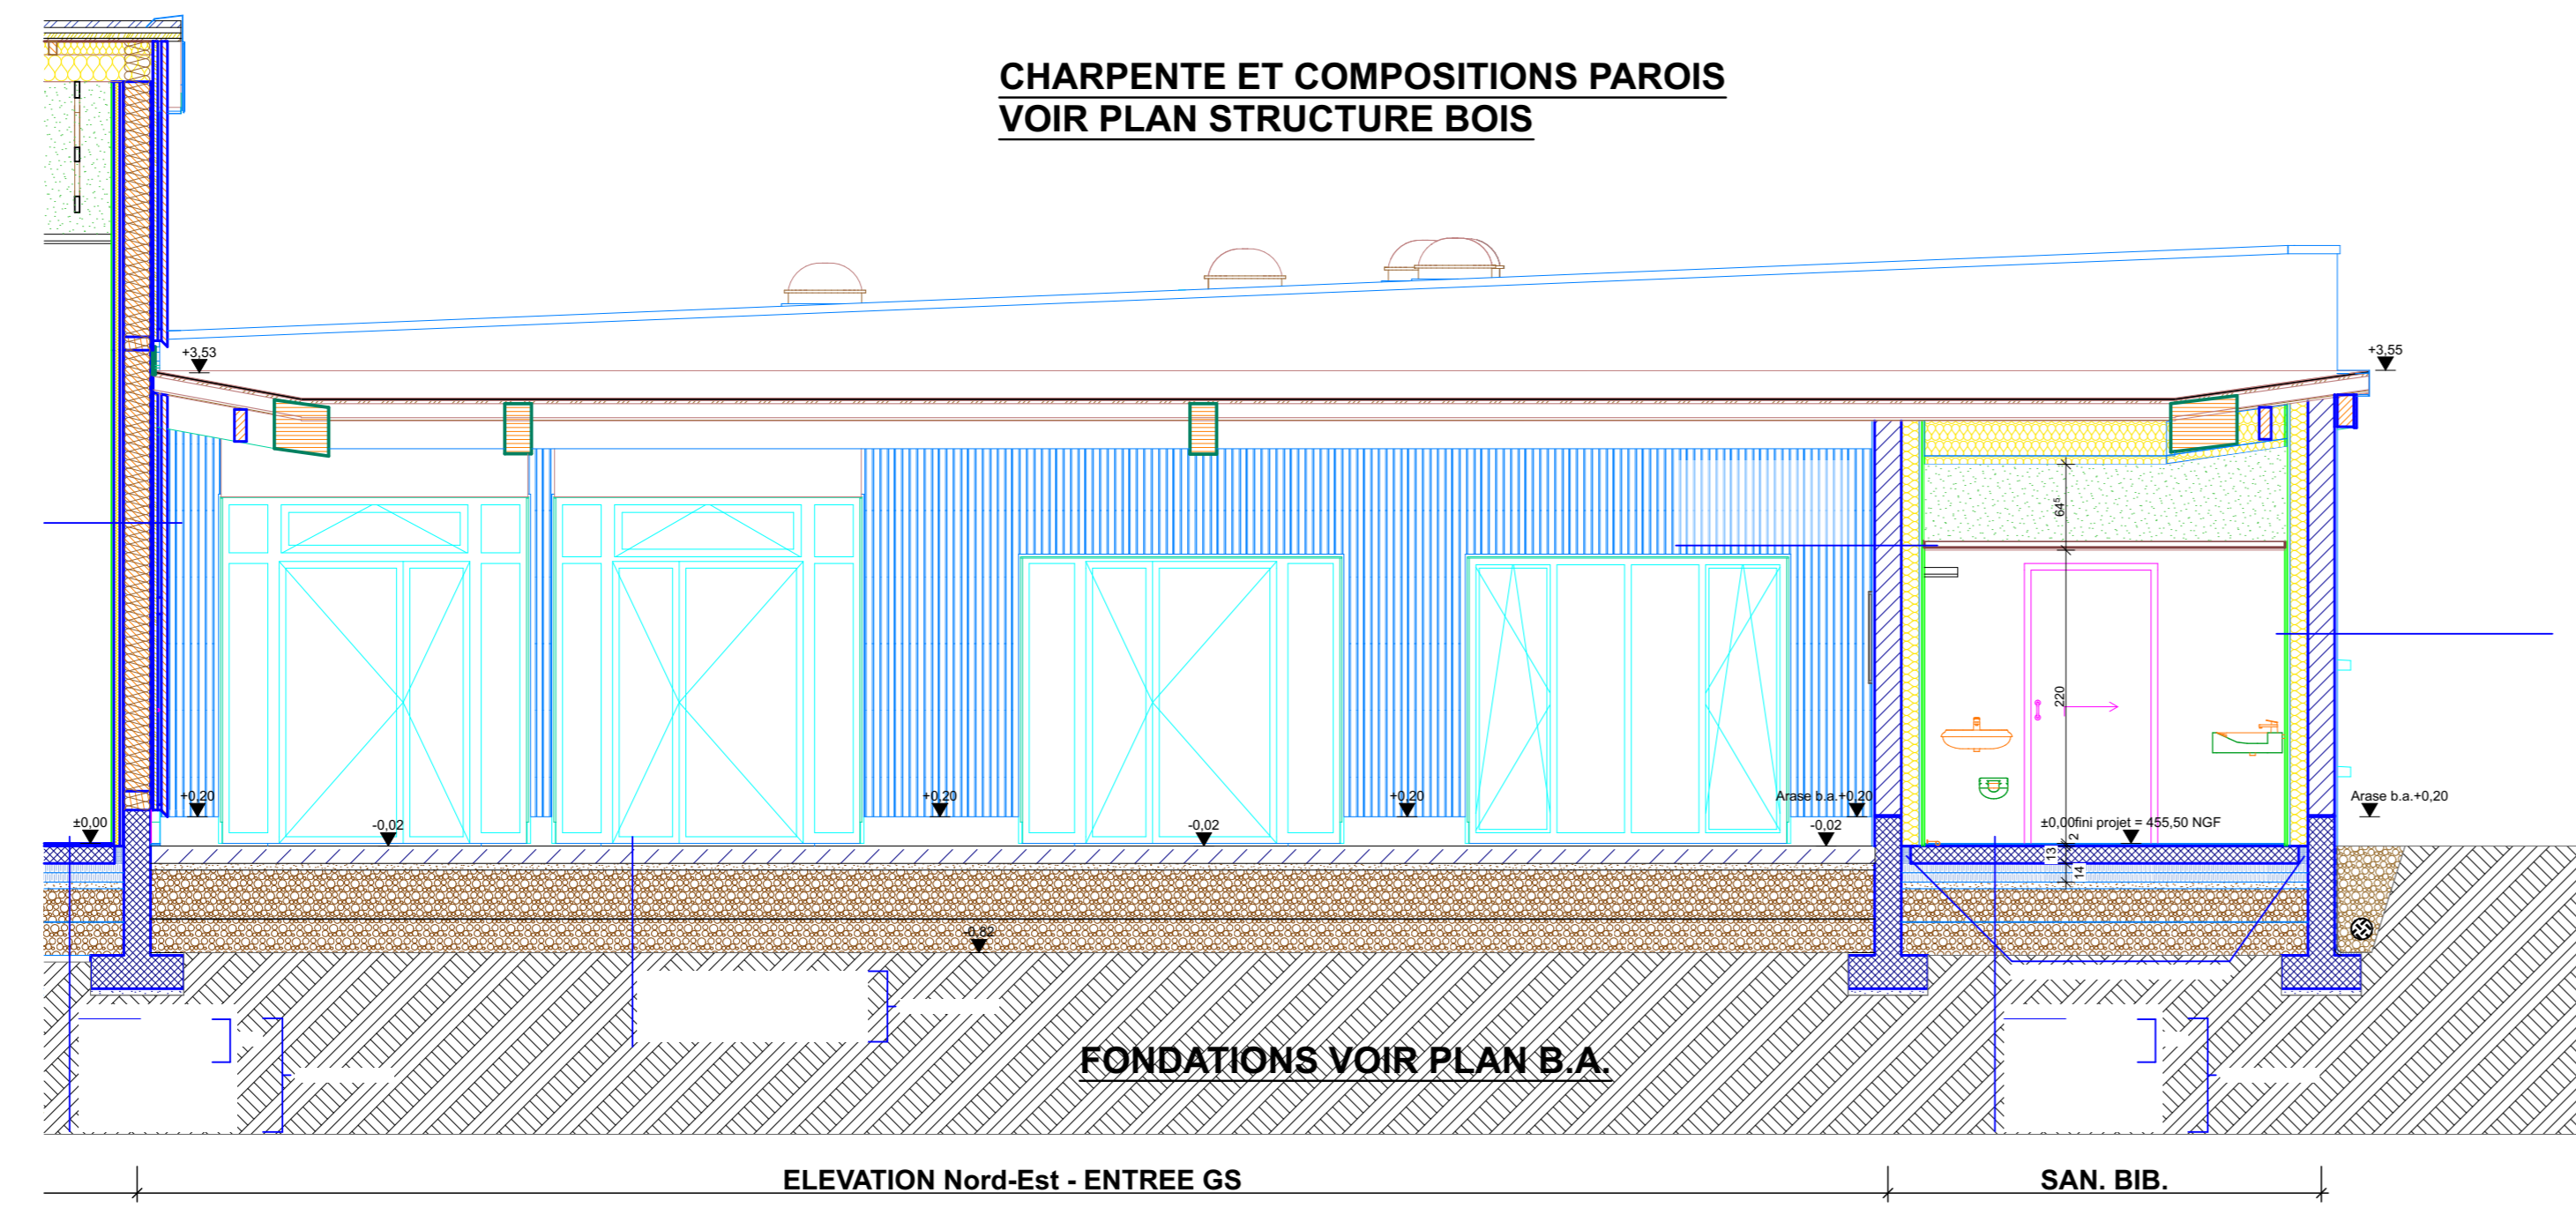 CHARPENTE ET COMPOSITIONS PAROIS
VOIR PLAN STRUCTURE BOIS
+3,53
+3,55
64⁵
220
+0,20
+0,20
+0,20
Arase b.a.+0,20
Arase b.a.+0,20
±0,00
-0,02
-0,02
-0,02
±0,00fini projet = 455,50 NGF
2
13
14
-0,82
FONDATIONS VOIR PLAN B.A.
ELEVATION Nord-Est - ENTREE GS
SAN. BIB.